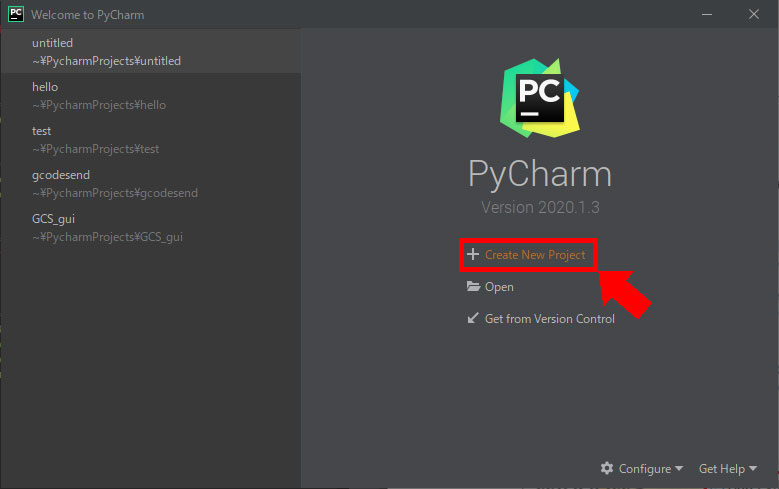 PC Welcome to PyCharm
untitled
~¥PycharmProjects¥untitled
hello
~¥PycharmProjects¥hello
test
~¥PycharmProjects¥test
gcodesend
~¥PycharmProjects¥gcodesend
GCS_gui
~¥PycharmProjects¥GCS_gui
PC
PyCharm
Version 2020.1.3
Create New Project
Open
Get from Version Control
Configure
Get Help